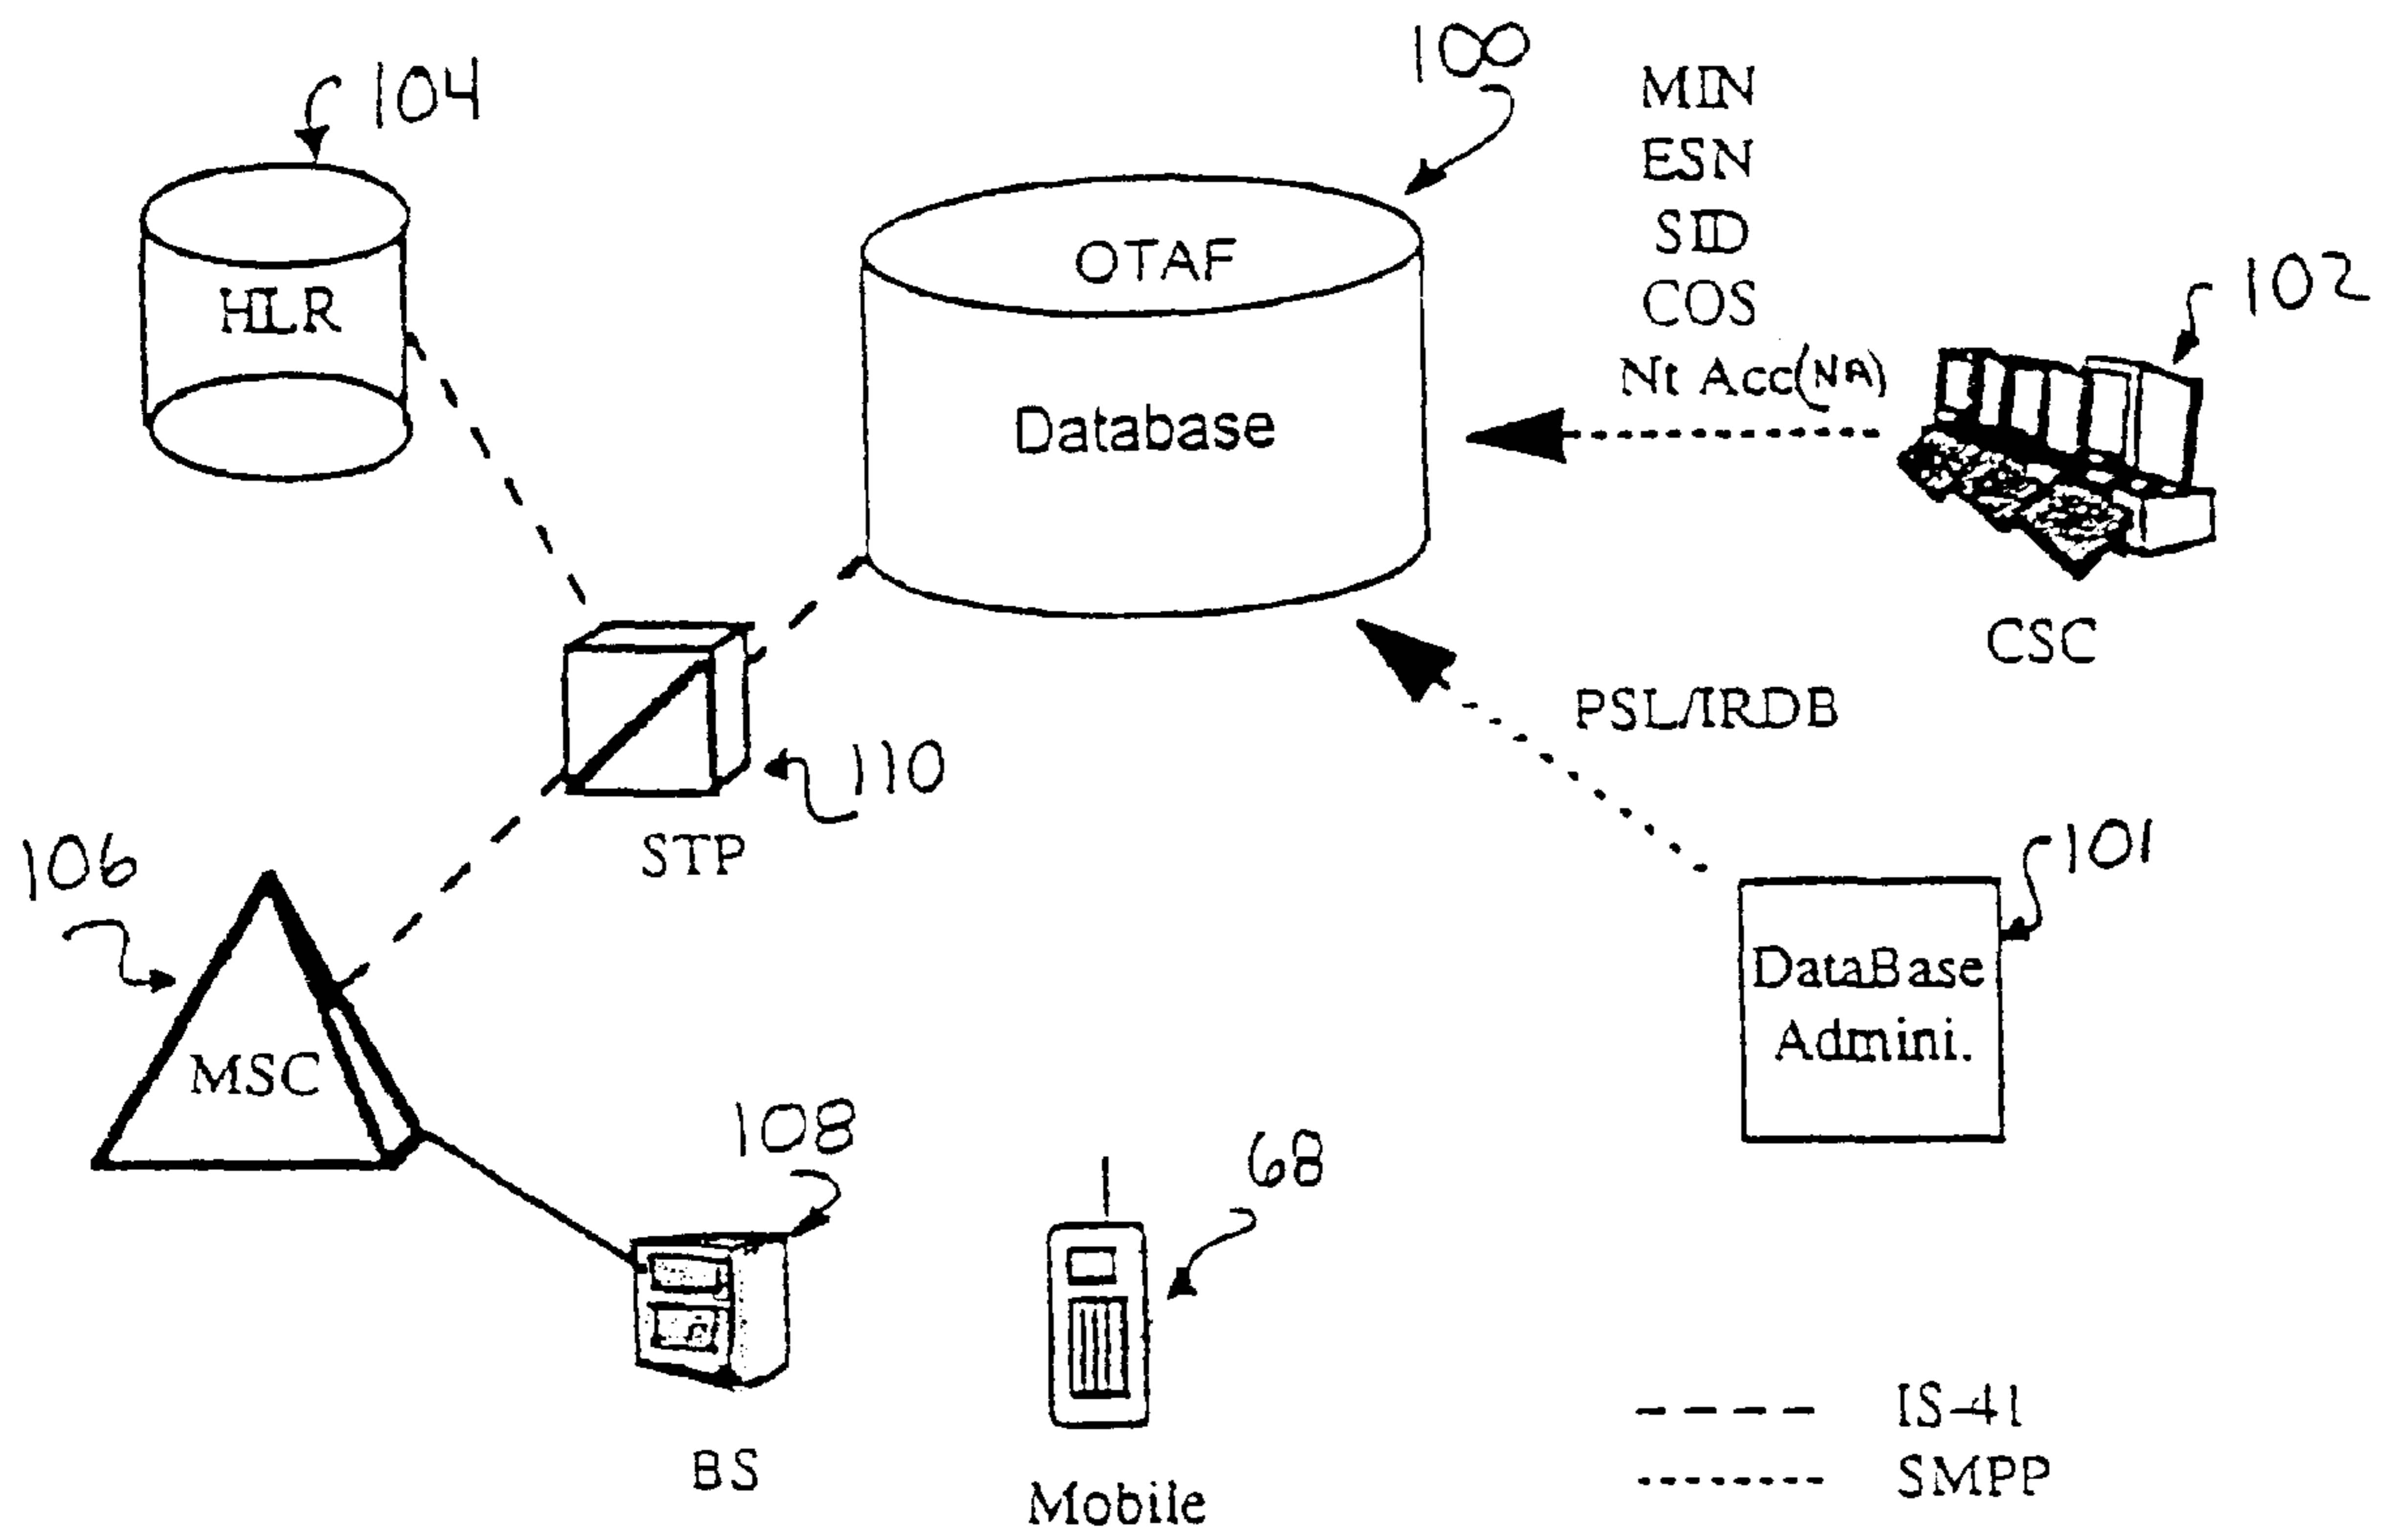 104
100
MIN
ESN
SID
COS
Nt Acc(NA)
102
HLR
OTAF
Database
CSC
PSL/IRDB
110
STP
106
101
DataBase
Admini.
MSC
108
68
BS
Mobile
IS-41
SMPP